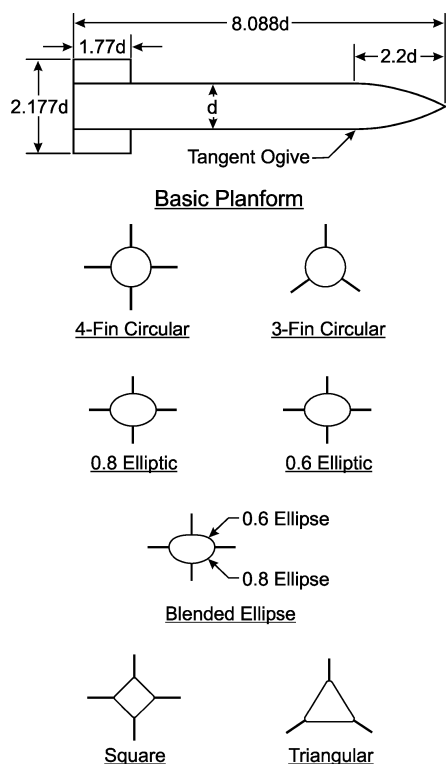 8.088d
1.77d
2.2d
2.177d
d
Tangent Ogive
Basic Planform
4-Fin Circular
3-Fin Circular
0.8 Elliptic
0.6 Elliptic
0.6 Ellipse
0.8 Ellipse
Blended Ellipse
Square
Triangular